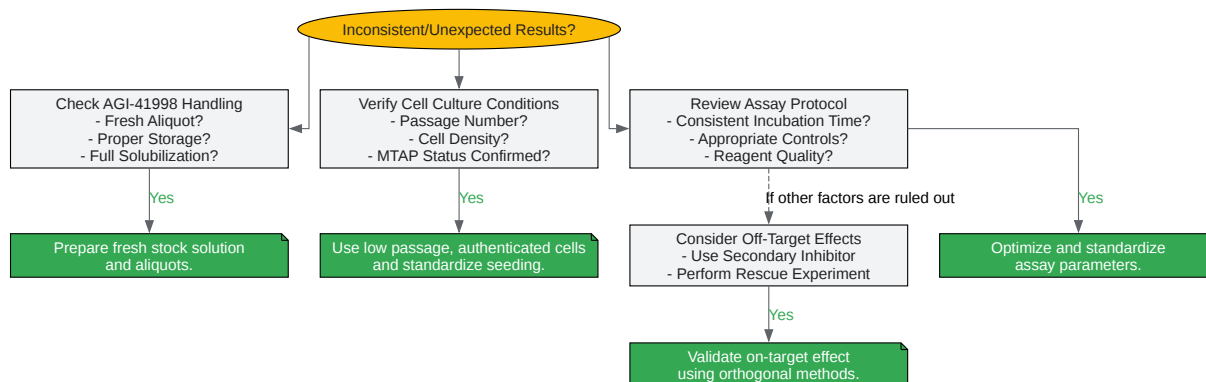 Inconsistent/Unexpected Results?
Check AGI-41998 Handling
- Fresh Aliquot?
- Proper Storage?
- Full Solubilization?
Verify Cell Culture Conditions
- Passage Number?
- Cell Density?
- MTAP Status Confirmed?
Review Assay Protocol
- Consistent Incubation Time?
- Appropriate Controls?
- Reagent Quality?
Yes
Yes
If other factors are ruled out
Yes
Prepare fresh stock solution
and aliquots.
Use low passage, authenticated cells
and standardize seeding.
Consider Off-Target Effects
- Use Secondary Inhibitor
- Perform Rescue Experiment
Optimize and standardize
assay parameters.
Yes
Validate on-target effect
using orthogonal methods.